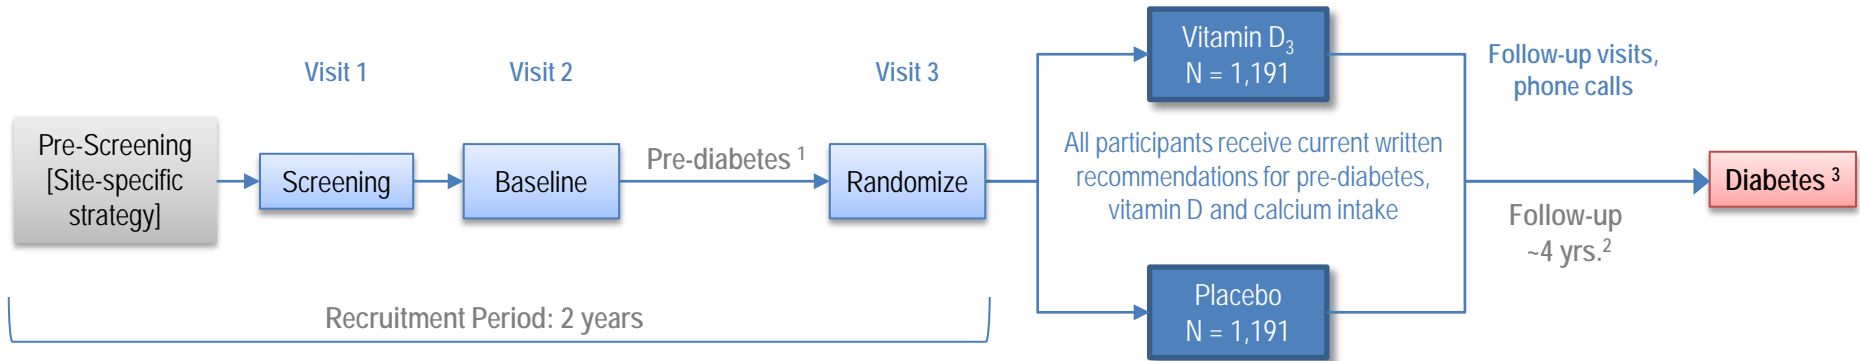 Visit 1
Visit 2
Visit 3
Pre-Screening
[Site-specific
strategy]
Screening
Baseline
Pre-diabetes ¹
Randomize
Recruitment Period: 2 years
Vitamin D₃
N = 1,191
All participants receive current written
recommendations for pre-diabetes,
vitamin D and calcium intake
Placebo
N = 1,191
Follow-up visits,
phone calls
Follow-up
~4 yrs.²
Diabetes ³